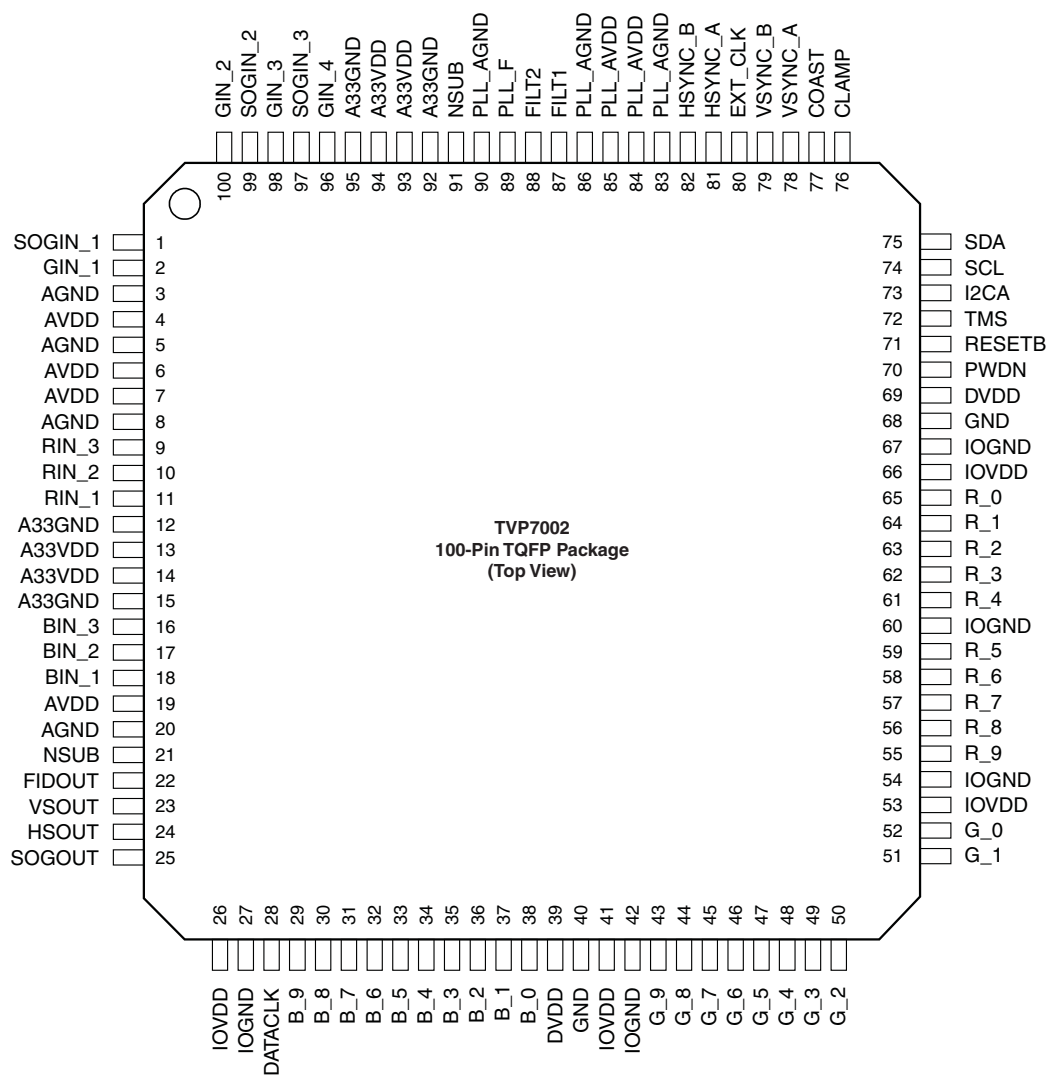 GIN_2
SOGIN_2
GIN_3
SOGIN_3
GIN_4
A33GND
A33VDD
A33VDD
A33GND
NSUB
PLL_AGND
PLL_F
FILT2
FILT1
PLL_AGND
PLL_AVDD
PLL_AVDD
PLL_AGND
HSYNC_B
HSYNC_A
EXT_CLK
VSYNC_B
VSYNC_A
COAST
CLAMP
100
99
98
97
96
95
94
93
92
91
90
89
88
87
86
85
84
83
82
81
80
79
78
77
76
SOGIN_1 1
GIN_1 2
AGND 3
AVDD 4
AGND 5
AVDD 6
AVDD 7
AGND 8
RIN_3 9
RIN_2 10
RIN_1 11
A33GND 12
A33VDD 13
A33VDD 14
A33GND 15
BIN_3 16
BIN_2 17
BIN_1 18
AVDD 19
AGND 20
NSUB 21
FIDOUT 22
VSOUT 23
HSOUT 24
SOGOUT 25
TVP7002
100-Pin TQFP Package
(Top View)
75 SDA
74 SCL
73 I2CA
72 TMS
71 RESETB
70 PWDN
69 DVDD
68 GND
67 IOGND
66 IOVDD
65 R_0
64 R_1
63 R_2
62 R_3
61 R_4
60 IOGND
59 R_5
58 R_6
57 R_7
56 R_8
55 R_9
54 IOGND
53 IOVDD
52 G_0
51 G_1
26
27
28
29
30
31
32
33
34
35
36
37
38
39
40
41
42
43
44
45
46
47
48
49
50
IOVDD
IOGND
DATACLK
B_9
B_8
B_7
B_6
B_5
B_4
B_3
B_2
B_1
B_0
DVDD
GND
IOVDD
IOGND
G_9
G_8
G_7
G_6
G_5
G_4
G_3
G_2